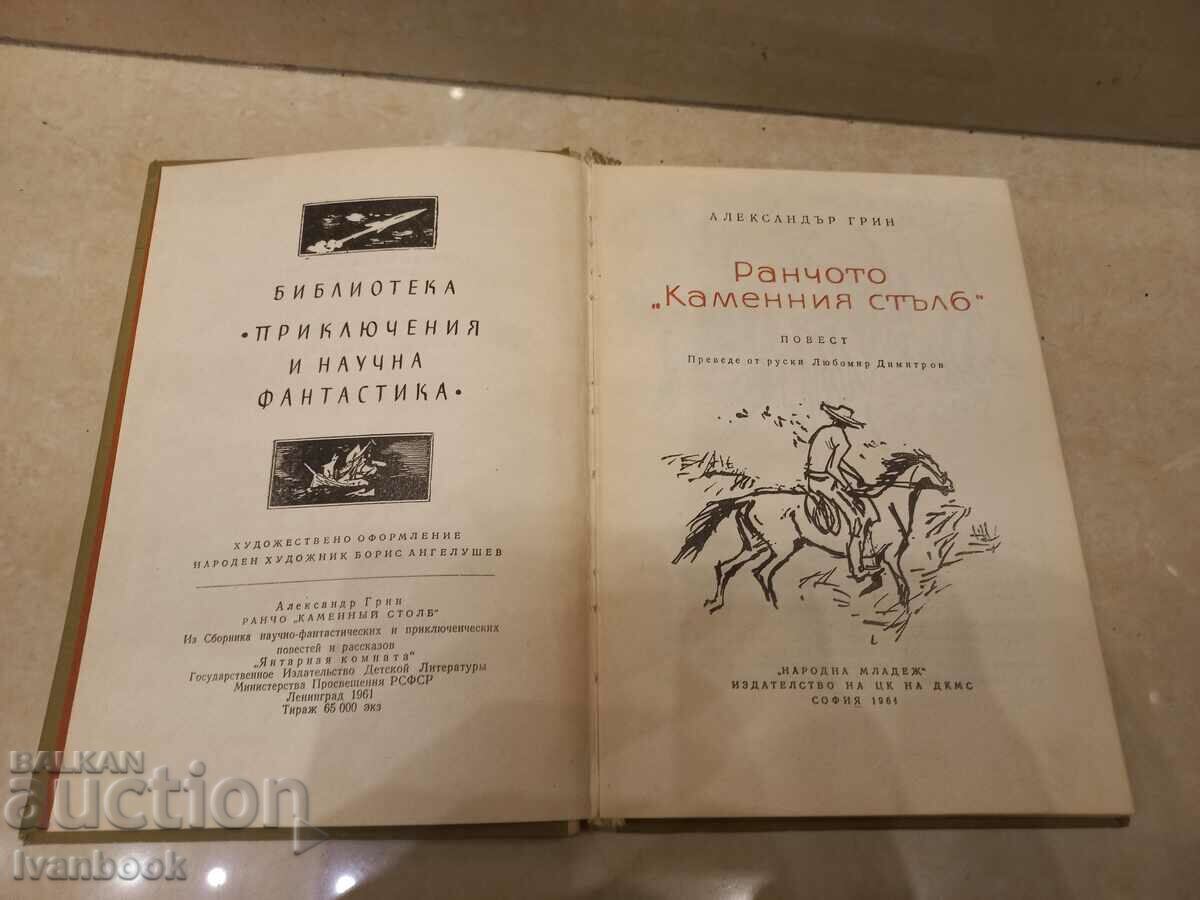 БИБЛИОТЕКА
•ПРИКЛЮЧЕНИЯ
И НАУЧНА
ФАНТАСТИКА•
ХУДОЖЕСТВЕНО ОФОРМЛЕНИЕ
НАРОДЕН ХУДОЖНИК БОРИС АНГЕЛУШЕВ
Александр Грин
РАНЧО „КАМЕННЫЙ СТОЛБ"
Из Сборника научно-фантастических и приключенческих
повестей и рассказов
„Янтарная комната"
Государственное Издательство Детской Литературы
Министерства Просвещения РСФСР
Ленинград 1961
Тираж 65 000 экз
АЛЕКСАНДЪР ГРИН
Ранчото
„Каменния стълб"
ПОВЕСТ
Преведе от руски Любомир Димитров
L
„НАРОДНА МЛАДЕЖ"
ИЗДАТЕЛСТВО НА ЦК НА ДКМС
СОФИЯ 1961
BALKAN
auction
Ivanbook